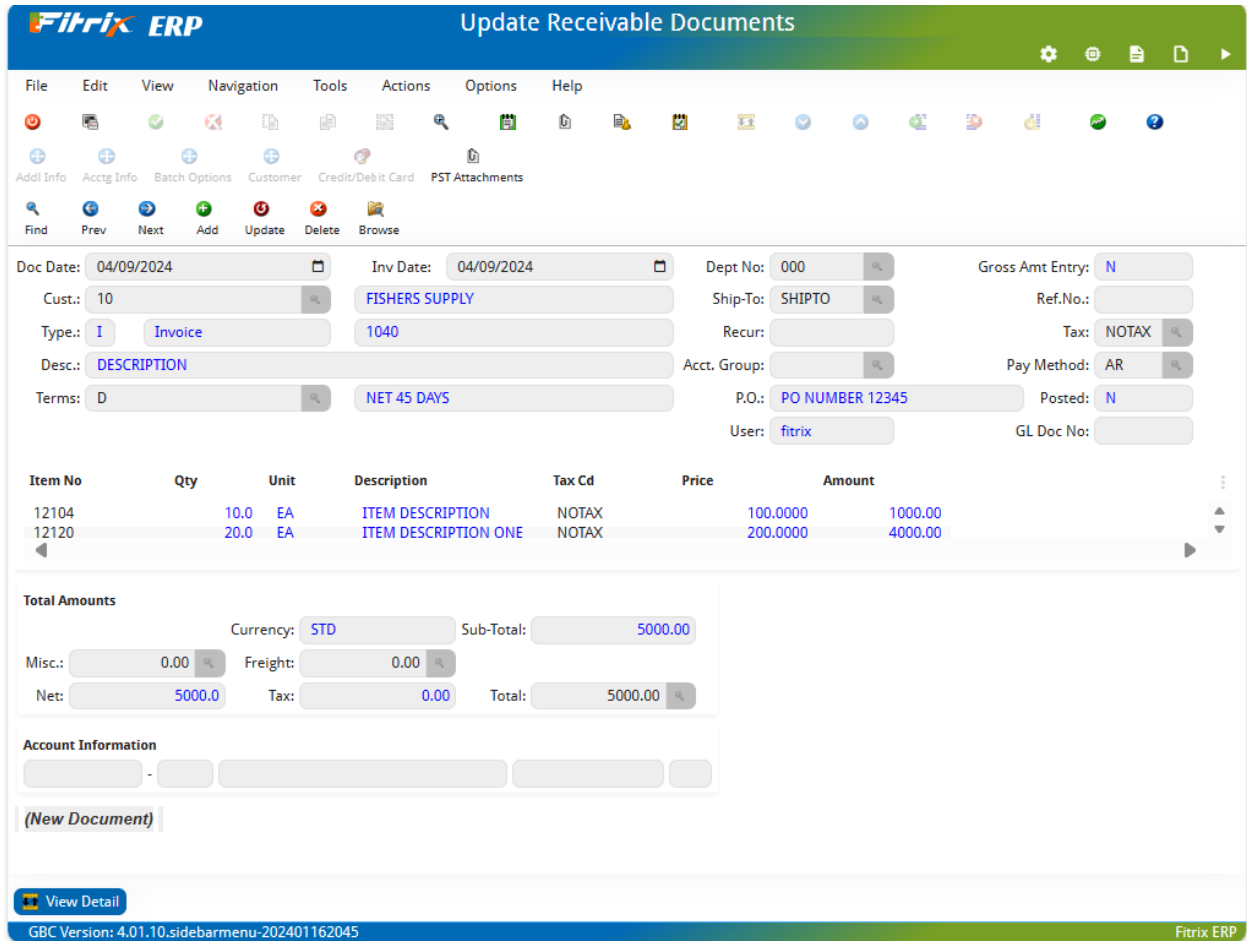 Fitrix ERP
Update Receivable Documents
File Edit View Navigation Tools Actions Options Help
Addl Info Acctg Info Batch Options Customer Credit/Debit Card PST Attachments
Find Prev Next Add Update Delete Browse
Doc Date: 04/09/2024 Inv Date: 04/09/2024 Dept No: 000 Gross Amt Entry: N
Cust.: 10 FISHERS SUPPLY Ship-To: SHIPTO Ref.No.:
Type.: I Invoice 1040 Recur: Tax: NOTAX
Desc.: DESCRIPTION Acct. Group: Pay Method: AR
Terms: D NET 45 DAYS P.O.: PO NUMBER 12345 Posted: N
User: fitrix GL Doc No:
Item No Qty Unit Description Tax Cd Price Amount
12104 10.0 EA ITEM DESCRIPTION NOTAX 100.0000 1000.00
12120 20.0 EA ITEM DESCRIPTION ONE NOTAX 200.0000 4000.00
Total Amounts
Currency: STD Sub-Total: 5000.00
Misc.: 0.00 Freight: 0.00
Net: 5000.0 Tax: 0.00 Total: 5000.00
Account Information
-
(New Document)
View Detail
GBC Version: 4.01.10.sidebarmenu-202401162045 Fitrix ERP